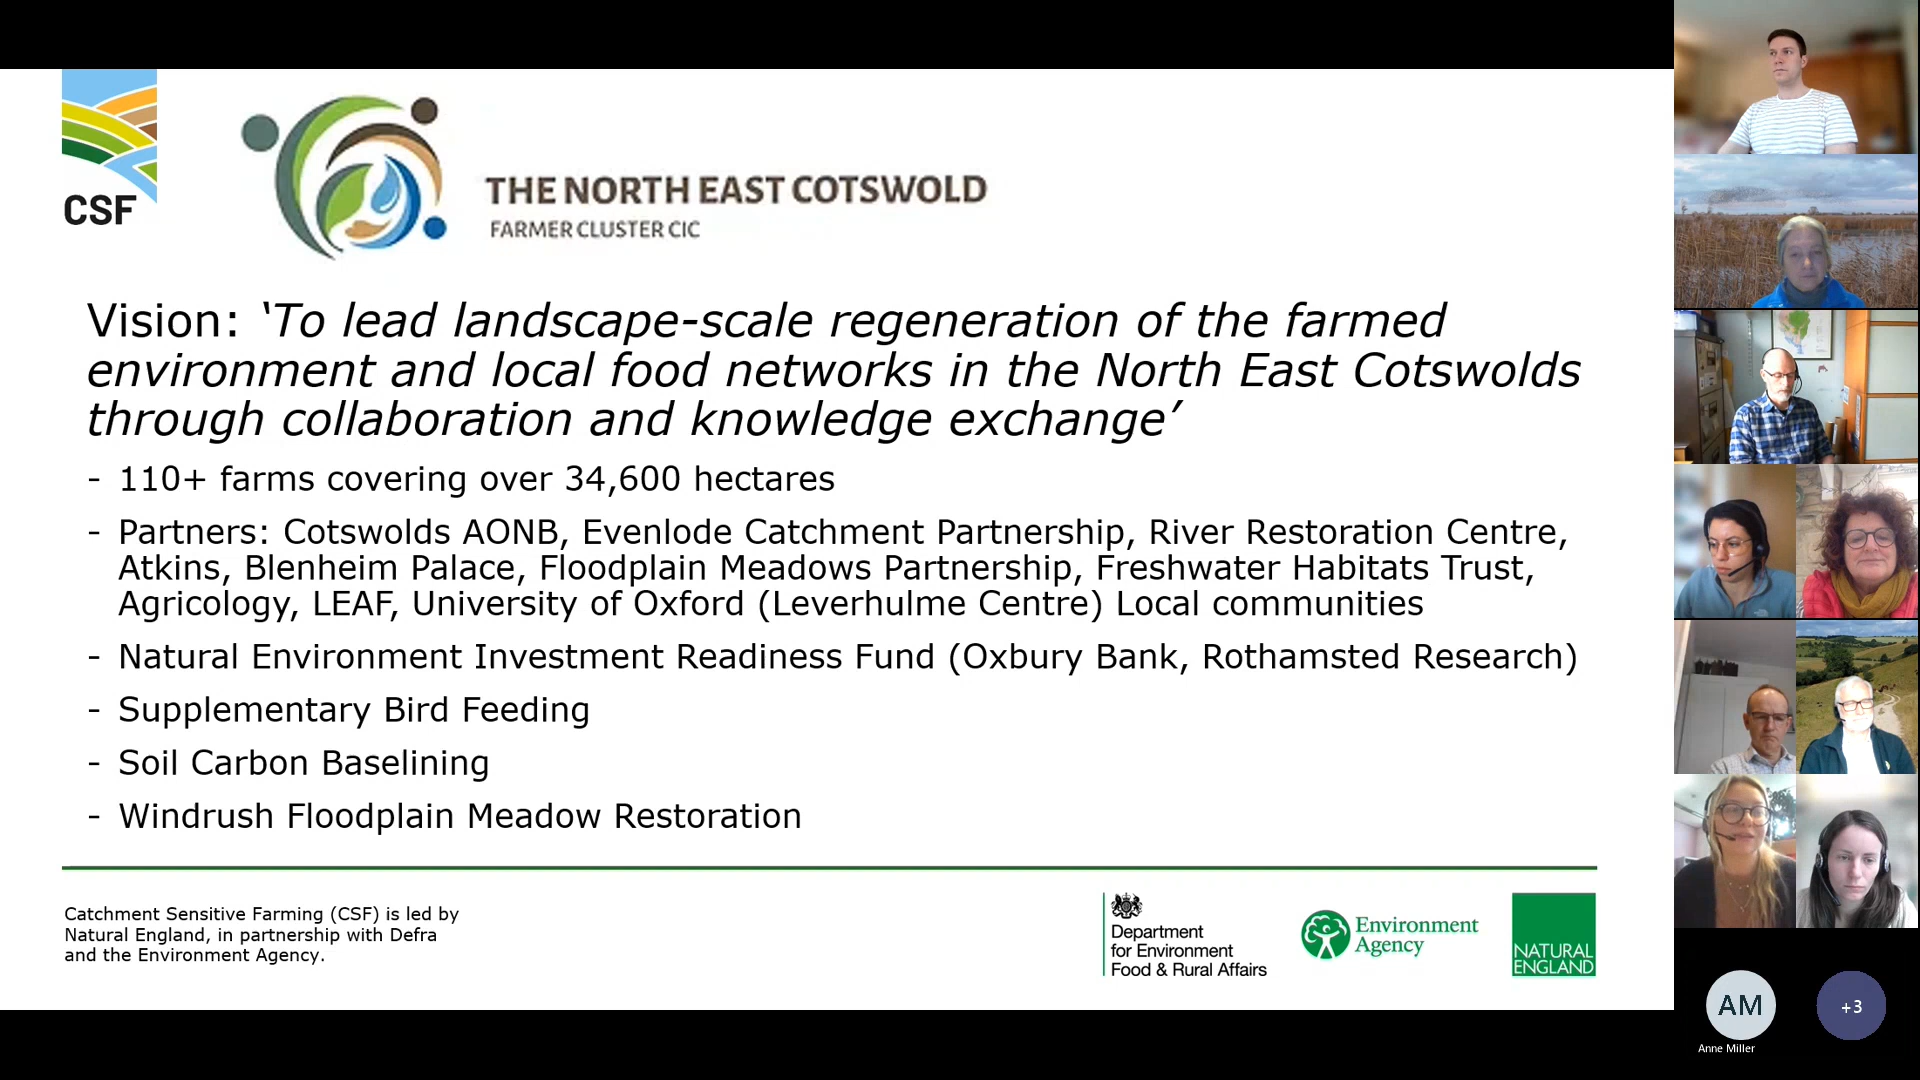 CSF
THE NORTH EAST COTSWOLD
FARMER CLUSTER CIC
Vision: ‘To lead landscape-scale regeneration of the farmed
environment and local food networks in the North East Cotswolds
through collaboration and knowledge exchange’
- 110+ farms covering over 34,600 hectares
- Partners: Cotswolds AONB, Evenlode Catchment Partnership, River Restoration Centre,
Atkins, Blenheim Palace, Floodplain Meadows Partnership, Freshwater Habitats Trust,
Agricology, LEAF, University of Oxford (Leverhulme Centre) Local communities
- Natural Environment Investment Readiness Fund (Oxbury Bank, Rothamsted Research)
- Supplementary Bird Feeding
- Soil Carbon Baselining
- Windrush Floodplain Meadow Restoration
Catchment Sensitive Farming (CSF) is led by
Natural England, in partnership with Defra
and the Environment Agency.
Department
for Environment
Food & Rural Affairs
Environment
Agency
NATURAL
ENGLAND
AM
+3
Anne Miller